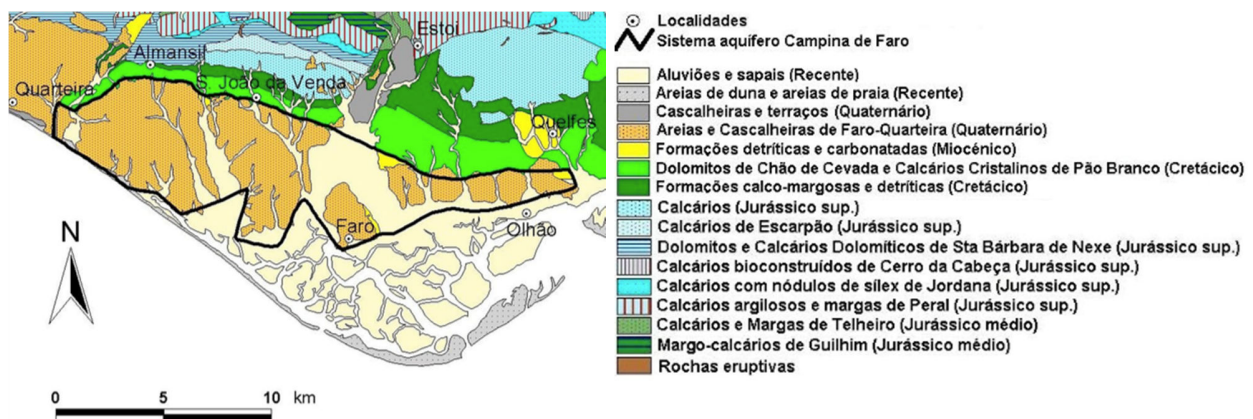 Estoi
Almansil
Quarteira
S. João da Venda
Quelfes
Faro
Olhão
N
0 5 10 km
Localidades
Sistema aquífero Campina de Faro
Aluviões e sapais (Recente)
Areias de duna e areias de praia (Recente)
Cascalheiras e terraços (Quaternário)
Areias e Cascalheiras de Faro-Quarteira (Quaternário)
Formações detríticas e carbonatadas (Miocénico)
Dolomitos de Chão de Cevada e Calcários Cristalinos de Pão Branco (Cretácico)
Formações calco-margosas e detríticas (Cretácico)
Calcários (Jurássico sup.)
Calcários de Escarpão (Jurássico sup.)
Dolomitos e Calcários Dolomíticos de Sta Bárbara de Nexe (Jurássico sup.)
Calcários bioconstruídos de Cerro da Cabeça (Jurássico sup.)
Calcários com nódulos de sílex de Jordana (Jurássico sup.)
Calcários argilosos e margas de Peral (Jurássico sup.)
Calcários e Margas de Telheiro (Jurássico médio)
Margo-calcários de Guilhim (Jurássico médio)
Rochas eruptivas